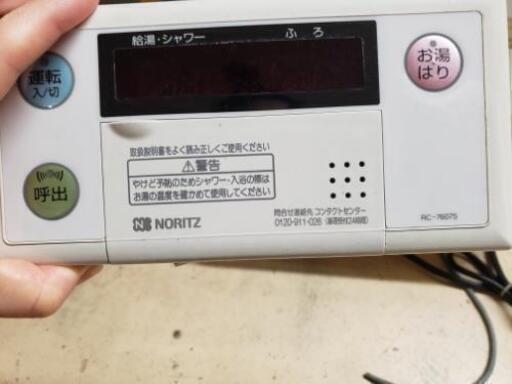 給湯・シャワー ふろ
運転
入/切
お湯
はり
呼出
取扱説明書をよく読み正しくご使用ください
⚠警告
やけど予防のためシャワー・入浴の際は
お湯の温度を確かめて使用してください
NORITZ
問合せ連絡先 コンタクトセンター
0120-911-026